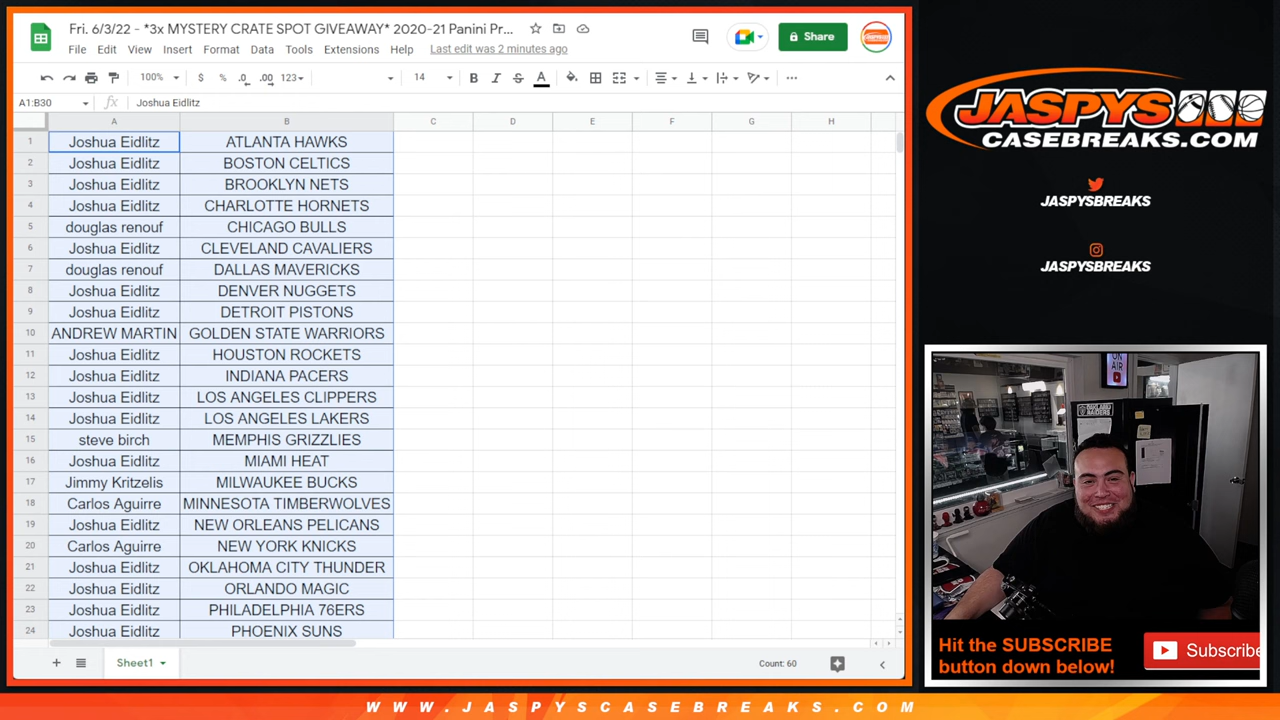 Fri. 6/3/22 - *3x MYSTERY CRATE SPOT GIVEAWAY* 2020-21 Panini Pr...
File Edit View Insert Format Data Tools Extensions Help Last edit was 2 minutes ago
Share
100% $ % .0 .00 123 14 B I S A
A1:B30 fx Joshua Eidlitz
A B C D E F G H
1 Joshua Eidlitz ATLANTA HAWKS
2 Joshua Eidlitz BOSTON CELTICS
3 Joshua Eidlitz BROOKLYN NETS
4 Joshua Eidlitz CHARLOTTE HORNETS
5 douglas renouf CHICAGO BULLS
6 Joshua Eidlitz CLEVELAND CAVALIERS
7 douglas renouf DALLAS MAVERICKS
8 Joshua Eidlitz DENVER NUGGETS
9 Joshua Eidlitz DETROIT PISTONS
10 ANDREW MARTIN GOLDEN STATE WARRIORS
11 Joshua Eidlitz HOUSTON ROCKETS
12 Joshua Eidlitz INDIANA PACERS
13 Joshua Eidlitz LOS ANGELES CLIPPERS
14 Joshua Eidlitz LOS ANGELES LAKERS
15 steve birch MEMPHIS GRIZZLIES
16 Joshua Eidlitz MIAMI HEAT
17 Jimmy Kritzelis MILWAUKEE BUCKS
18 Carlos Aguirre MINNESOTA TIMBERWOLVES
19 Joshua Eidlitz NEW ORLEANS PELICANS
20 Carlos Aguirre NEW YORK KNICKS
21 Joshua Eidlitz OKLAHOMA CITY THUNDER
22 Joshua Eidlitz ORLANDO MAGIC
23 Joshua Eidlitz PHILADELPHIA 76ERS
24 Joshua Eidlitz PHOENIX SUNS
Sheet1
Count: 60
JASPYS
CASEBREAKS.COM
JASPYSBREAKS
JASPYSBREAKS
ON
AIR
Hit the SUBSCRIBE
button down below!
Subscribe
WWW.JASPYSCASEBREAKS.COM